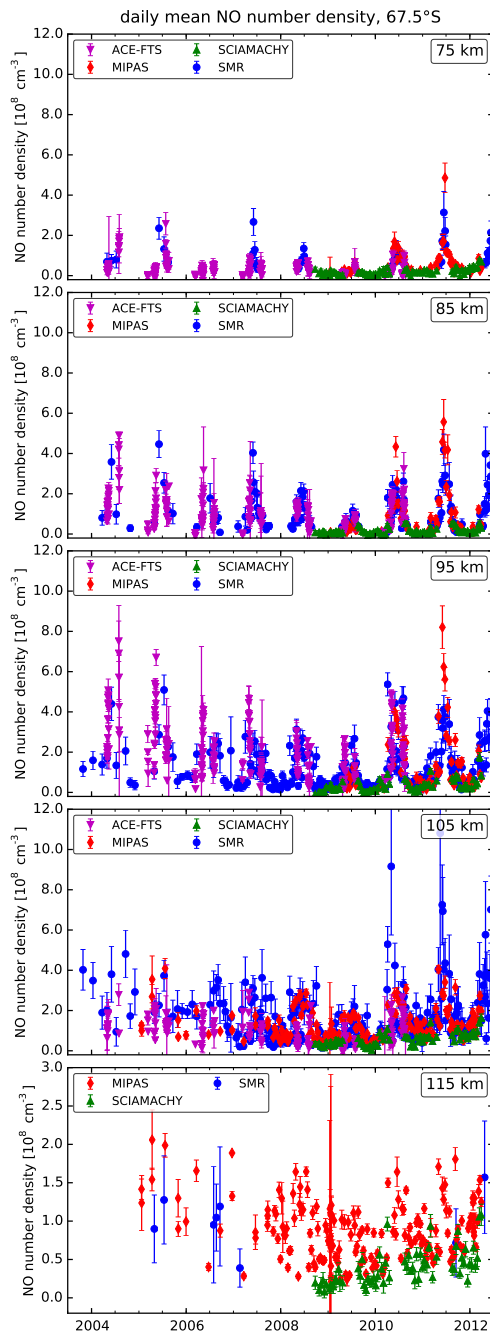 daily mean NO number density, 67.5°S
NO number density [10⁸ cm⁻³]
12.0
10.0
8.0
6.0
4.0
2.0
0.0
ACE-FTS
MIPAS
SCIAMACHY
SMR
75 km
NO number density [10⁸ cm⁻³]
12.0
10.0
8.0
6.0
4.0
2.0
0.0
ACE-FTS
MIPAS
SCIAMACHY
SMR
85 km
NO number density [10⁸ cm⁻³]
12.0
10.0
8.0
6.0
4.0
2.0
0.0
ACE-FTS
MIPAS
SCIAMACHY
SMR
95 km
NO number density [10⁸ cm⁻³]
12.0
10.0
8.0
6.0
4.0
2.0
0.0
ACE-FTS
MIPAS
SCIAMACHY
SMR
105 km
NO number density [10⁸ cm⁻³]
3.0
2.5
2.0
1.5
1.0
0.5
0.0
MIPAS
SCIAMACHY
SMR
115 km
2004 2006 2008 2010 2012